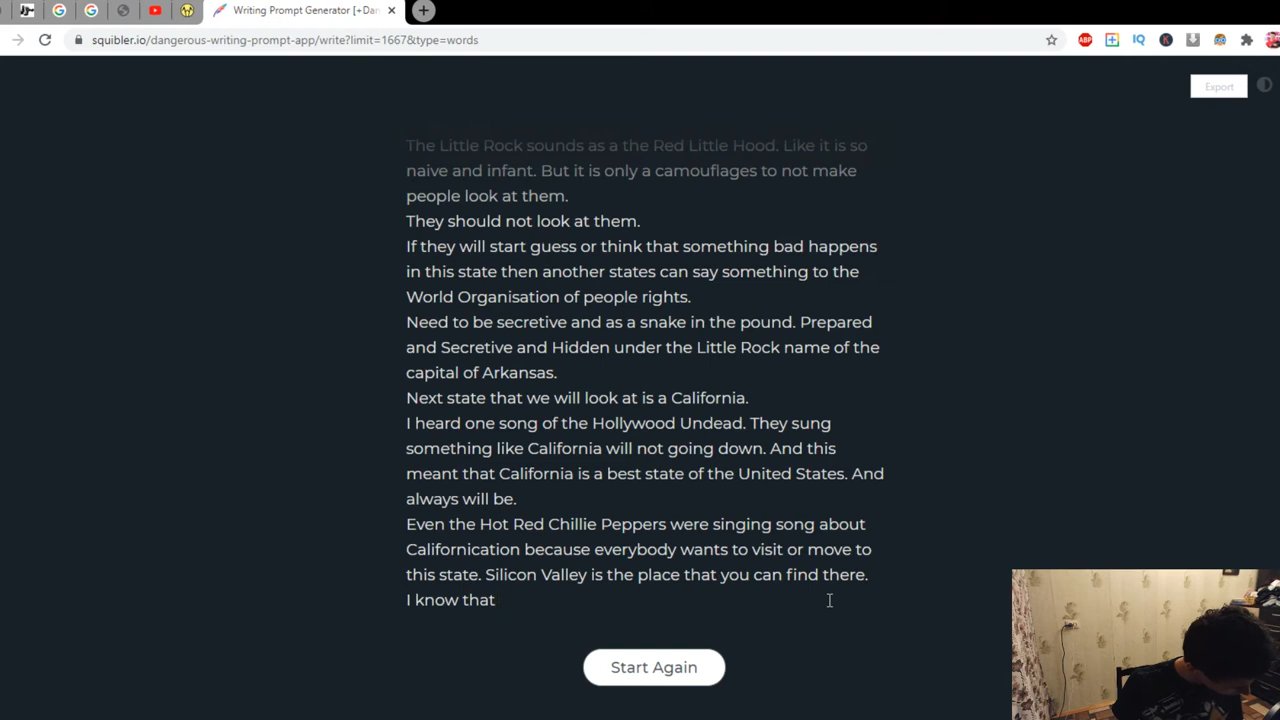 Writing Prompt Generator [+Dan
squibler.io/dangerous-writing-prompt-app/write?limit=1667&type=words
ABP
IQ
K
Export
The Little Rock sounds as a the Red Little Hood. Like it is so
naive and infant. But it is only a camouflages to not make
people look at them.
They should not look at them.
If they will start guess or think that something bad happens
in this state then another states can say something to the
World Organisation of people rights.
Need to be secretive and as a snake in the pound. Prepared
and Secretive and Hidden under the Little Rock name of the
capital of Arkansas.
Next state that we will look at is a California.
I heard one song of the Hollywood Undead. They sung
something like California will not going down. And this
meant that California is a best state of the United States. And
always will be.
Even the Hot Red Chillie Peppers were singing song about
Californication because everybody wants to visit or move to
this state. Silicon Valley is the place that you can find there.
I know that
Start Again